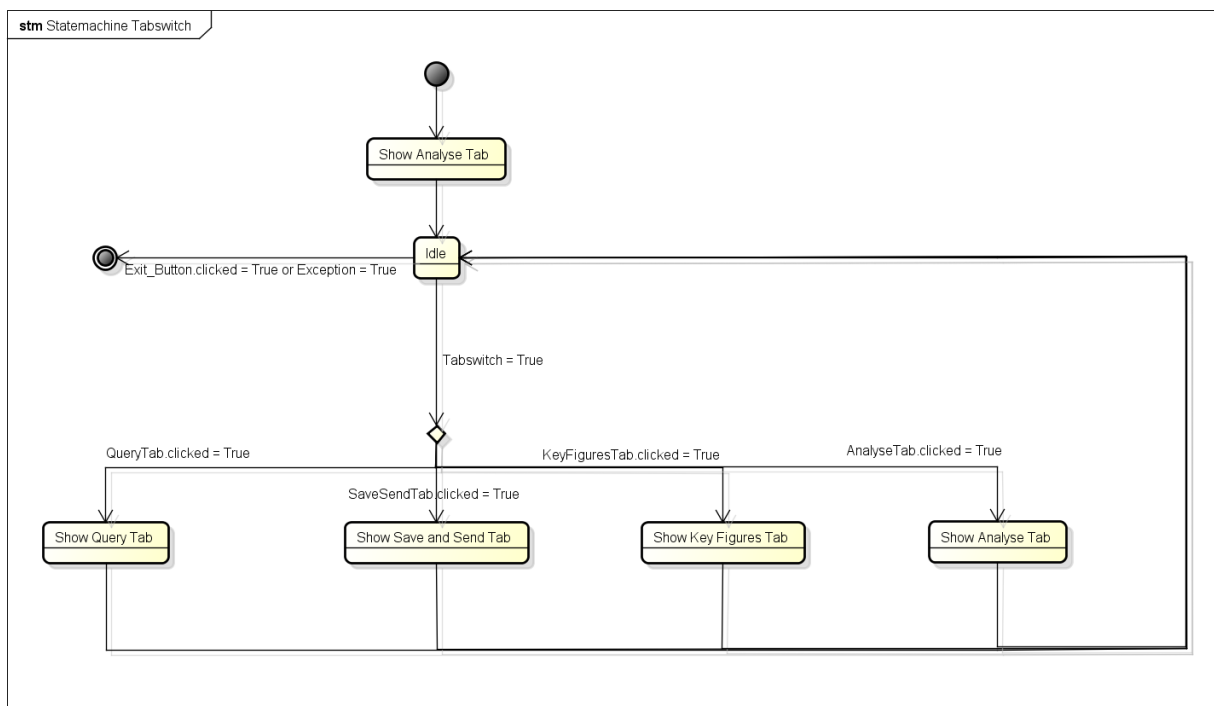 stm Statemachine Tabswitch
Show Analyse Tab
Idle
Exit_Button.clicked = True or Exception = True
Tabswitch = True
QueryTab.clicked = True
KeyFiguresTab.clicked = True
AnalyseTab.clicked = True
SaveSendTab.clicked = True
Show Query Tab
Show Save and Send Tab
Show Key Figures Tab
Show Analyse Tab